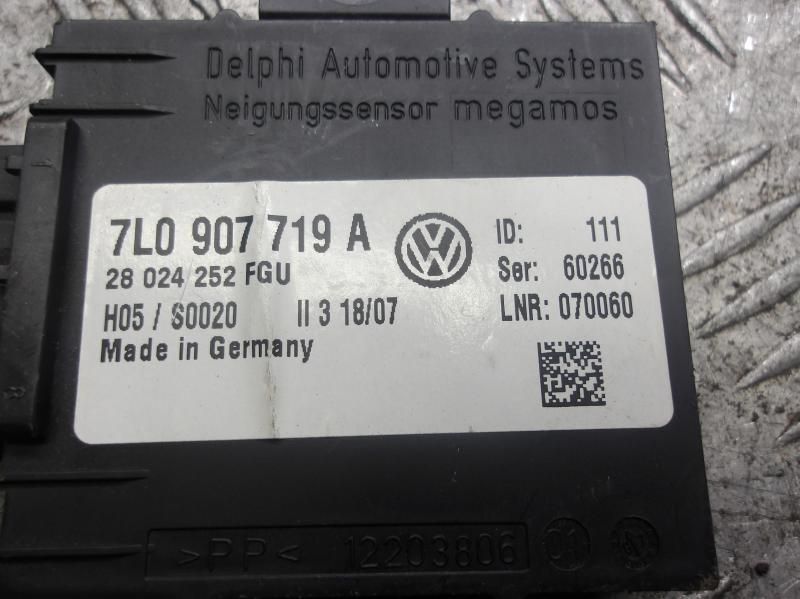 Delphi Automotive Systems
Neigungssensor megamos
7L0 907 719 A
28 024 252 FGU
H05 / S0020 II 3 18/07
Made in Germany
ID: 111
Ser: 60266
LNR: 070060
>PP< 12203806 01